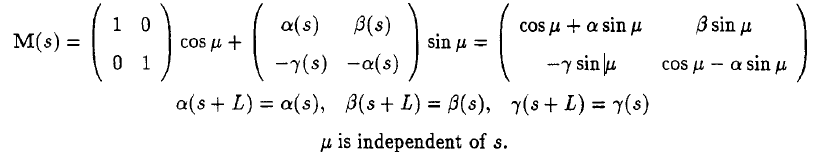 M(s) = ( 1 0 ; 0 1 ) cos μ + ( α(s) β(s) ; −γ(s) −α(s) ) sin μ = ( cos μ + α sin μ β sin μ ; −γ sin μ cos μ − α sin μ )
α(s + L) = α(s), β(s + L) = β(s), γ(s + L) = γ(s)
μ is independent of s.